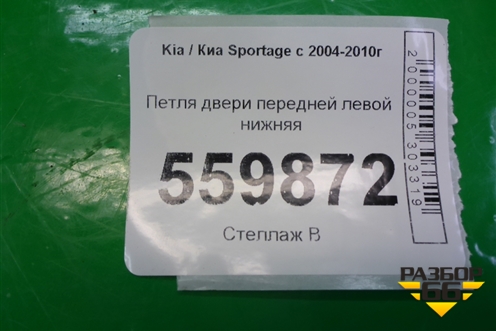 Kia / Киа Sportage с 2004-2010г
Петля двери передней левой
нижняя
559872
Стеллаж В
2000005303319
РАЗБОР
66